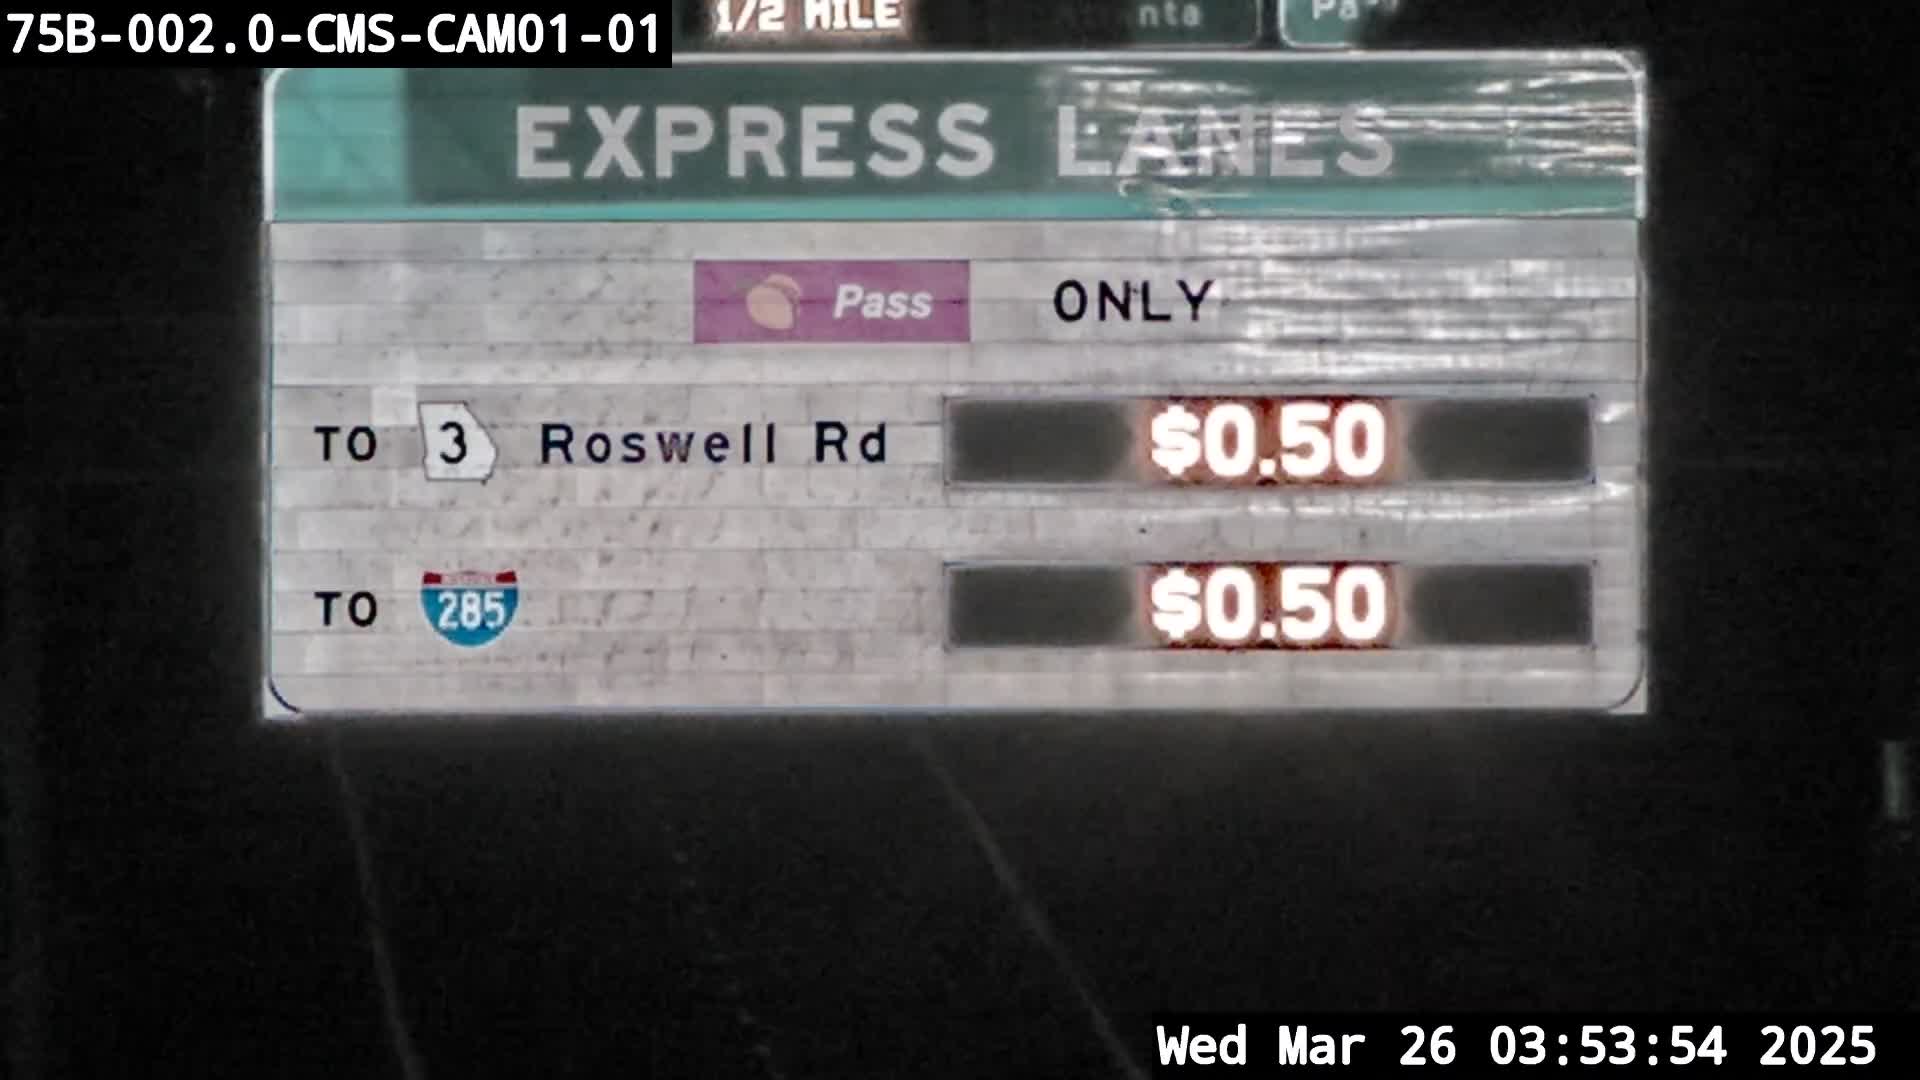 75B-002.0-CMS-CAM01-01
1/2 MILE
EXPRESS LANES
Pass ONLY
TO 3 Roswell Rd $0.50
TO 285 $0.50
Wed Mar 26 03:53:54 2025